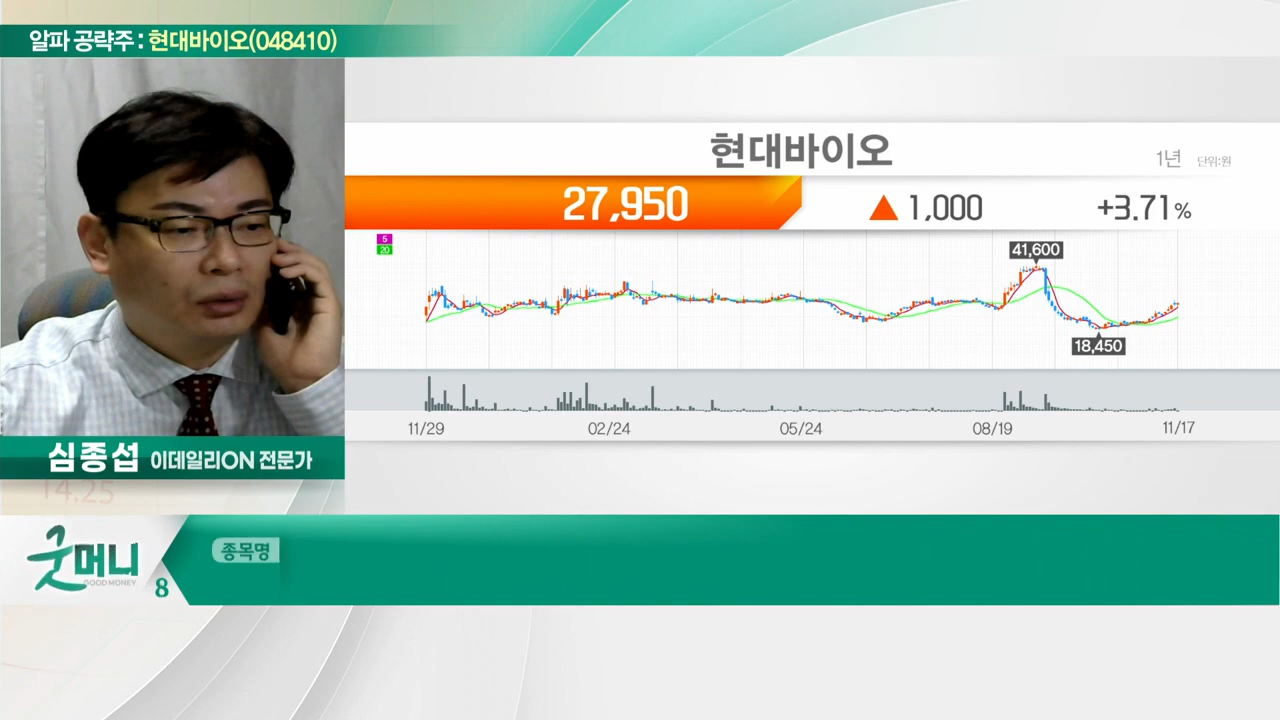 알파 공략주 : 현대바이오(048410)
현대바이오
1년 단위:원
27,950 ▲ 1,000 +3.71%
5
20
41,600
18,450
11/29 02/24 05/24 08/19 11/17
심종섭 이데일리ON 전문가
14.25
굿머니
GOOD MONEY
8
종목명